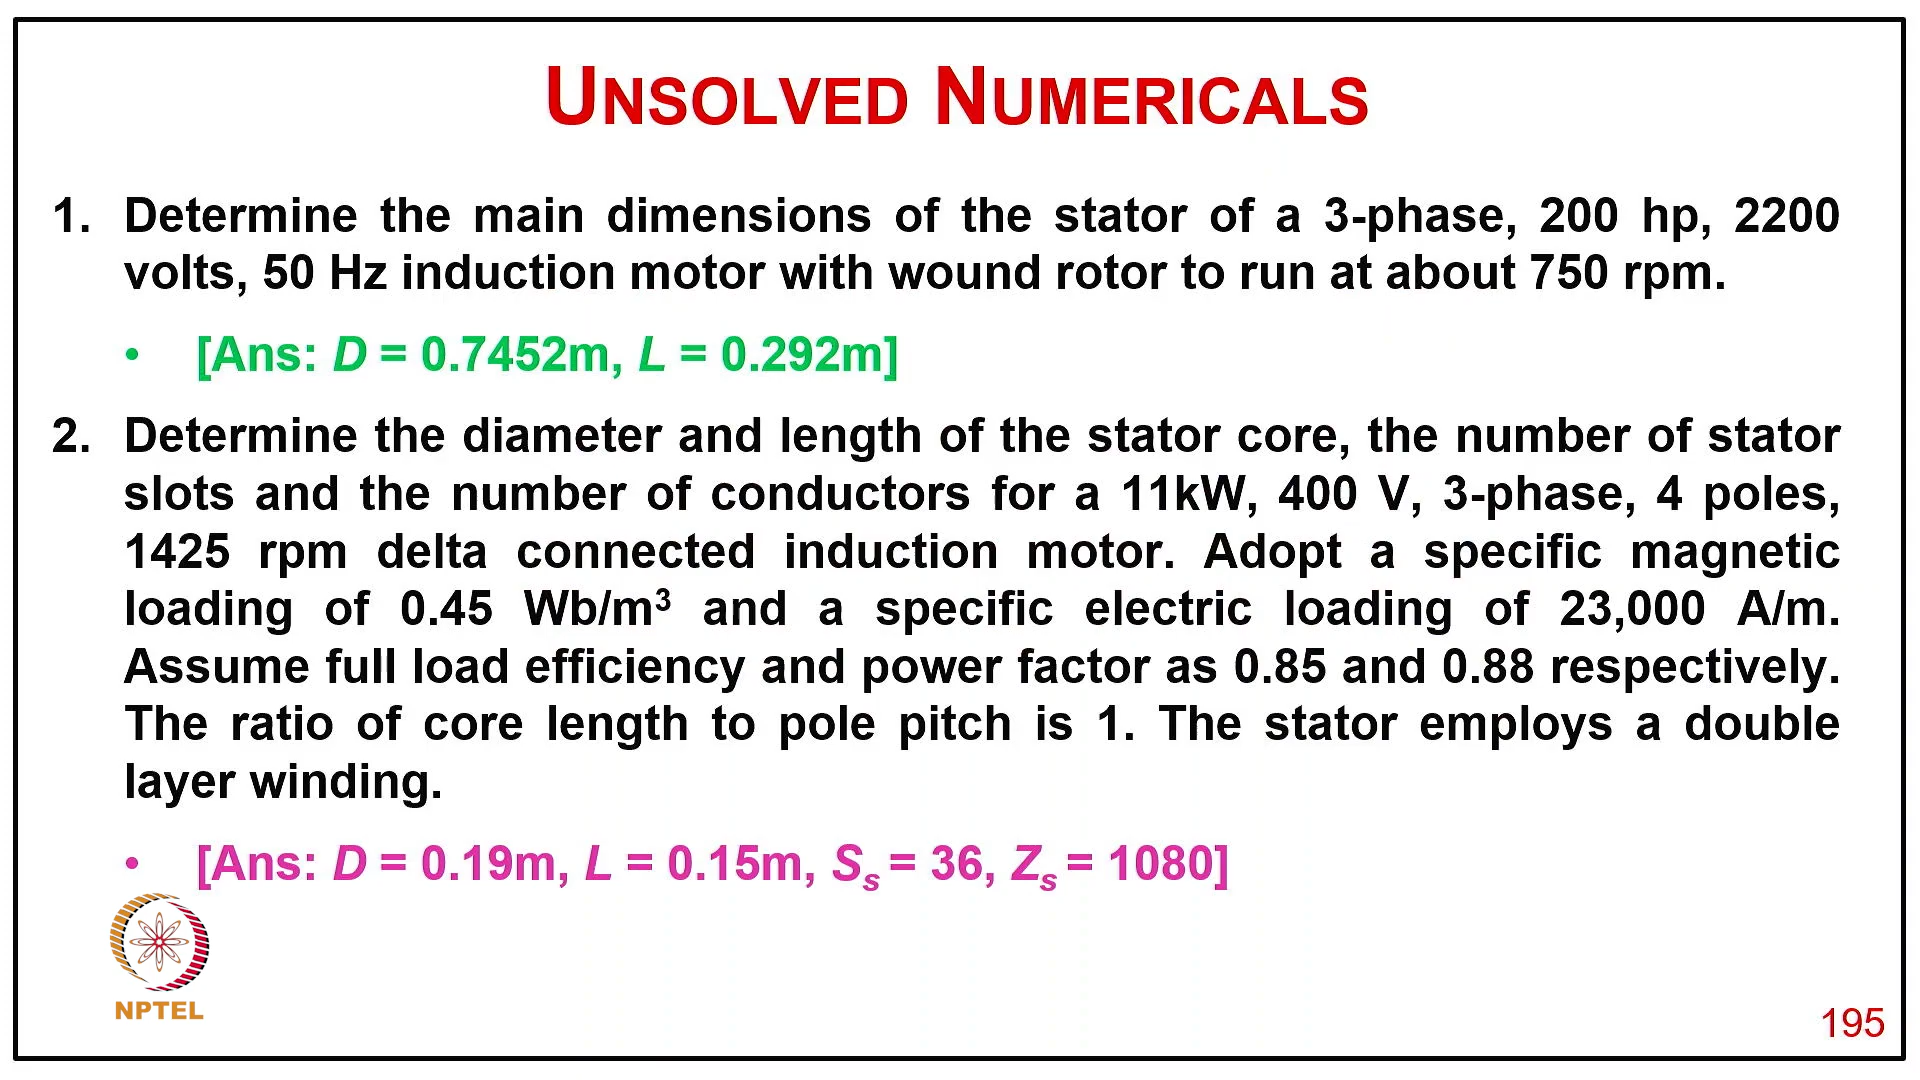 UNSOLVED NUMERICALS
1. Determine the main dimensions of the stator of a 3-phase, 200 hp, 2200
volts, 50 Hz induction motor with wound rotor to run at about 750 rpm.
• [Ans: D = 0.7452m, L = 0.292m]
2. Determine the diameter and length of the stator core, the number of stator
slots and the number of conductors for a 11kW, 400 V, 3-phase, 4 poles,
1425 rpm delta connected induction motor. Adopt a specific magnetic
loading of 0.45 Wb/m³ and a specific electric loading of 23,000 A/m.
Assume full load efficiency and power factor as 0.85 and 0.88 respectively.
The ratio of core length to pole pitch is 1. The stator employs a double
layer winding.
• [Ans: D = 0.19m, L = 0.15m, Sₛ = 36, Zₛ = 1080]
NPTEL
195